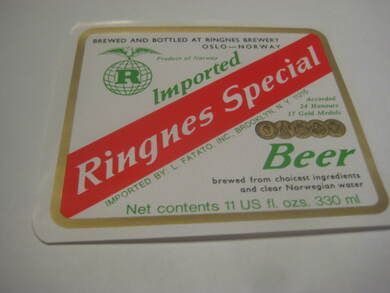 BREWED AND BOTTLED AT RINGNES BREWERY
OSLO—NORWAY
Product of Norway
R
Imported
Ringnes Special
IMPORTED BY: L. FATATO, INC., BROOKLYN, N.Y. 11215
Accorded
24 Honours
17 Gold Medals
Beer
brewed from choicest ingredients
and clear Norwegian water
Net contents 11 US fl. ozs. 330 ml